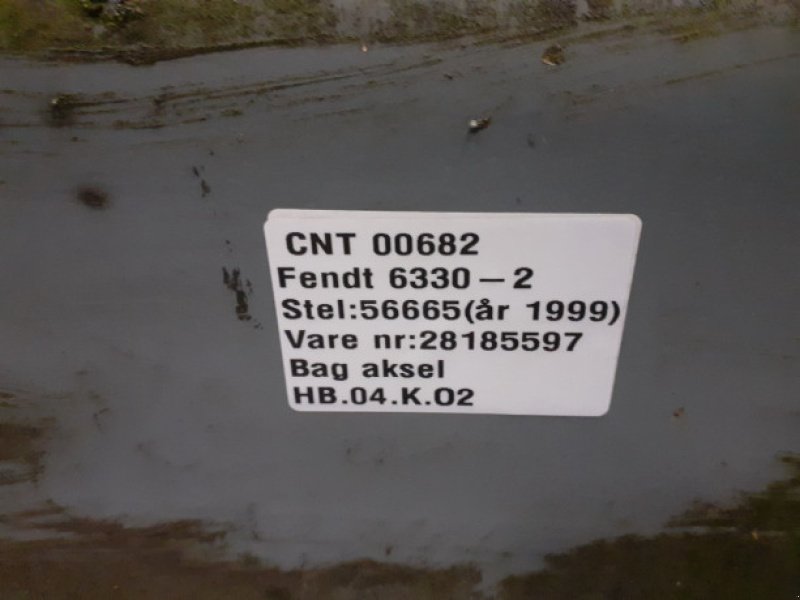 CNT 00682
Fendt 6330-2
Stel:56665(år 1999)
Vare nr:28185597
Bag aksel
HB.04.K.02